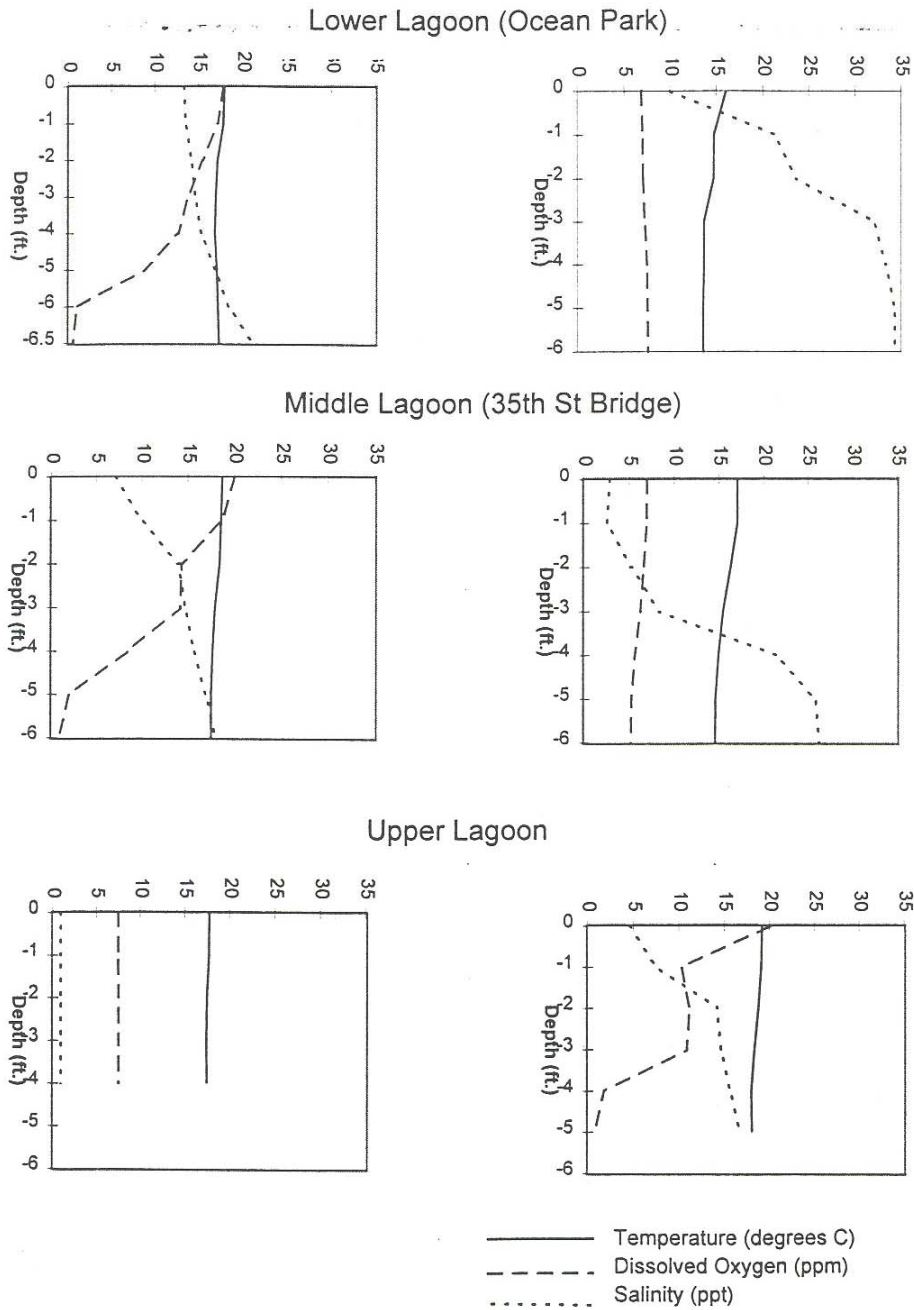 Lower Lagoon (Ocean Park)
0 5 10 15 20 15 45 15
0
-1
-2
-3
-4
-5
-6
-6.5
Depth (ft.)
0 5 10 15 20 25 30 35
0
-1
-2
-3
-4
-5
-6
Depth (ft.)
Middle Lagoon (35th St Bridge)
0 5 10 15 20 25 30 35
0
-1
-2
-3
-4
-5
-6
Depth (ft.)
0 5 10 15 20 25 30 35
0
-1
-2
-3
-4
-5
-6
Depth (ft.)
Upper Lagoon
0 5 10 15 20 25 30 35
0
-1
-2
-3
-4
-5
-6
Depth (ft.)
0 5 10 15 20 25 30 35
0
-1
-2
-3
-4
-5
-6
Depth (ft.)
Temperature (degrees C)
Dissolved Oxygen (ppm)
Salinity (ppt)